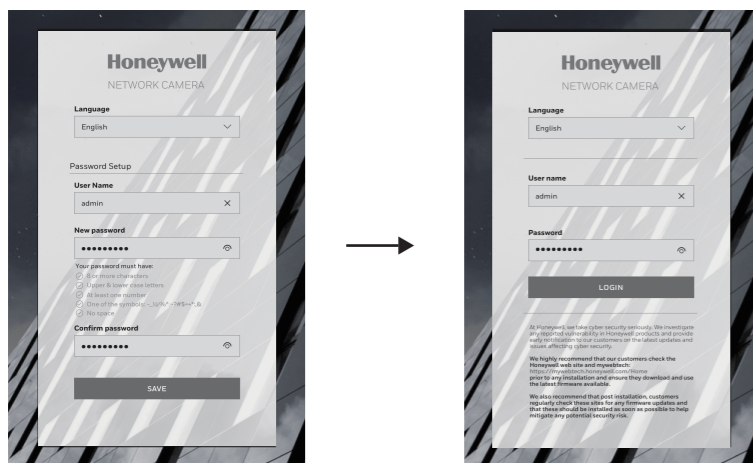 Honeywell
NETWORK CAMERA
Language
English
Password Setup
User Name
admin
New password
Your password must have:
8 or more characters
Upper & lower case letters
At least one number
No space
Confirm password
SAVE
Honeywell
NETWORK CAMERA
Language
English
User name
admin
Password
LOGIN
At Honeywell, we take cyber security seriously. We investigate
any reported vulnerability in Honeywell products and provide
early notification to our customers on the latest updates and
issues affecting cyber security.
We highly recommend that our customers check the
Honeywell web site and mywebtech:
https://mywebtech.honeywell.com/Home
prior to any installation and ensure they download and use
the latest firmware available.
We also recommend that post installation, customers
regularly check these sites for any firmware updates and
that these should be installed as soon as possible to help
mitigate any potential security risk.